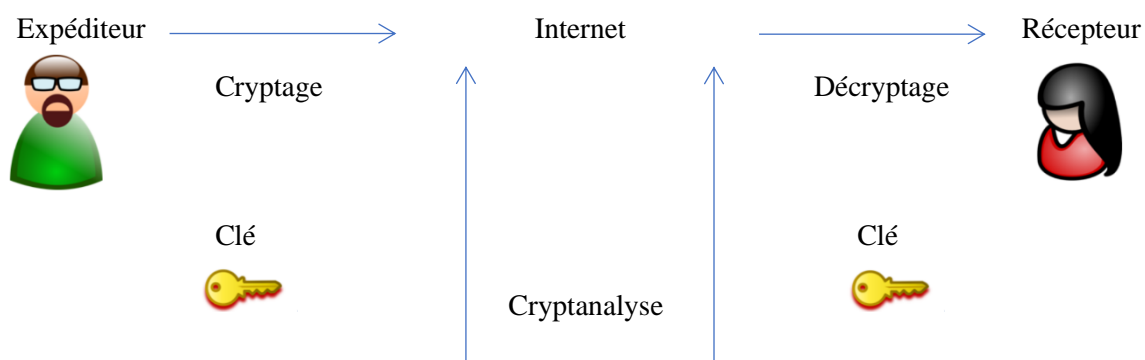 Expéditeur Internet Récepteur
Cryptage Décryptage
Clé Clé
Cryptanalyse